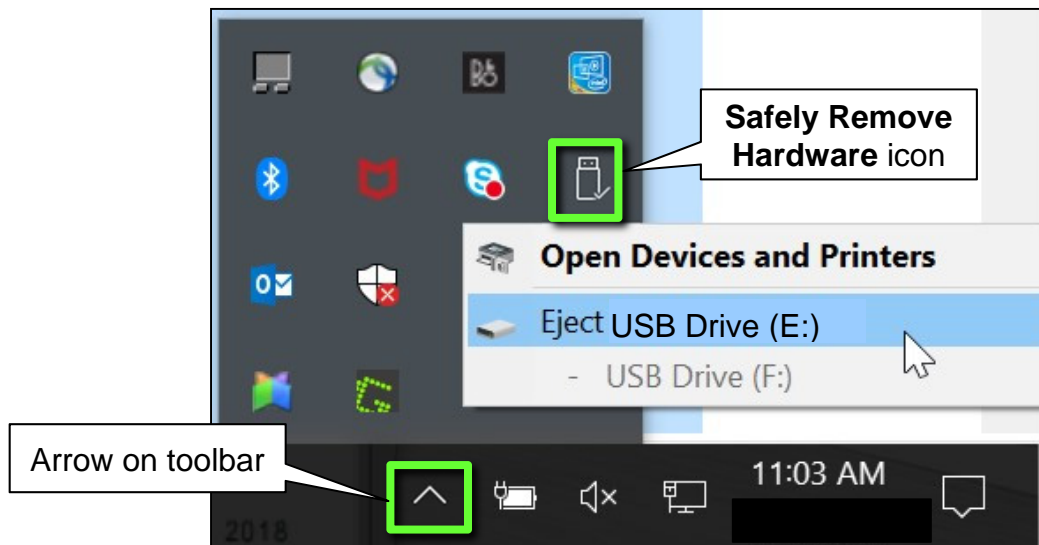 Safely Remove
Hardware icon
Open Devices and Printers
Eject USB Drive (E:)
- USB Drive (F:)
Arrow on toolbar
11:03 AM
2018